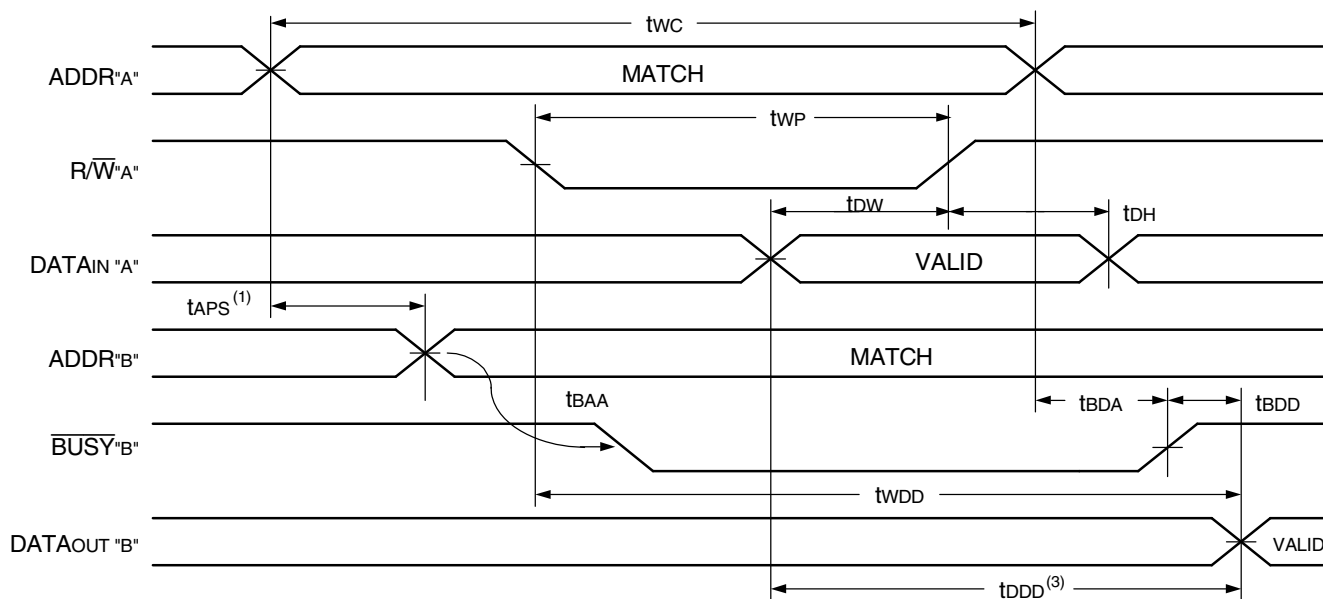 tWC
ADDR"A"
MATCH
tWP
R/W̅"A"
tDW
tDH
DATAIN "A"
VALID
tAPS(1)
ADDR"B"
MATCH
tBAA
tBDA
tBDD
B̅U̅S̅Y̅"B"
tWDD
DATAOUT "B"
VALID
tDDD(3)